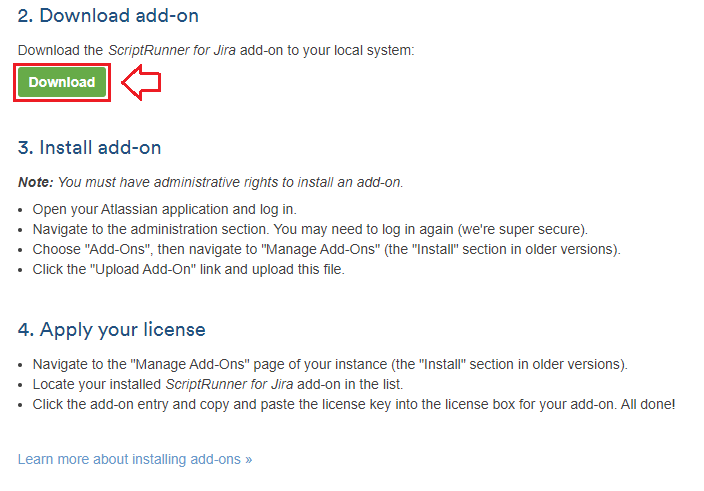 2. Download add-on
Download the ScriptRunner for Jira add-on to your local system:
Download
3. Install add-on
Note: You must have administrative rights to install an add-on.
• Open your Atlassian application and log in.
• Navigate to the administration section. You may need to log in again (we're super secure).
• Choose "Add-Ons", then navigate to "Manage Add-Ons" (the "Install" section in older versions).
• Click the "Upload Add-On" link and upload this file.
4. Apply your license
• Navigate to the "Manage Add-Ons" page of your instance (the "Install" section in older versions).
• Locate your installed ScriptRunner for Jira add-on in the list.
• Click the add-on entry and copy and paste the license key into the license box for your add-on. All done!
Learn more about installing add-ons »